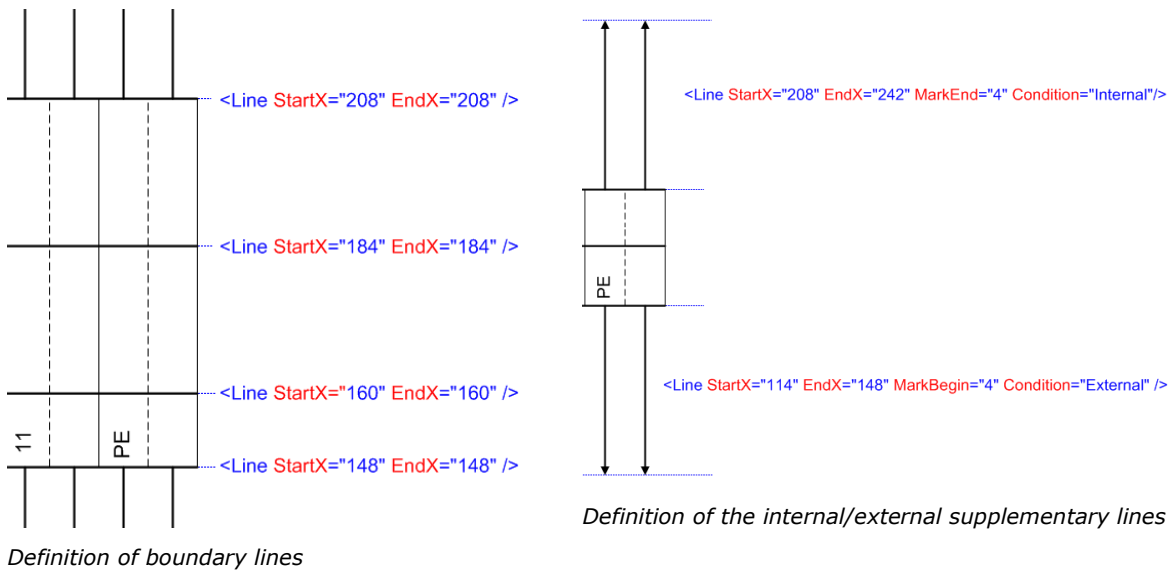 <Line StartX="208" EndX="208" />
<Line StartX="184" EndX="184" />
<Line StartX="160" EndX="160" />
11
PE
<Line StartX="148" EndX="148" />
Definition of boundary lines
<Line StartX="208" EndX="242" MarkEnd="4" Condition="Internal"/>
PE
<Line StartX="114" EndX="148" MarkBegin="4" Condition="External" />
Definition of the internal/external supplementary lines